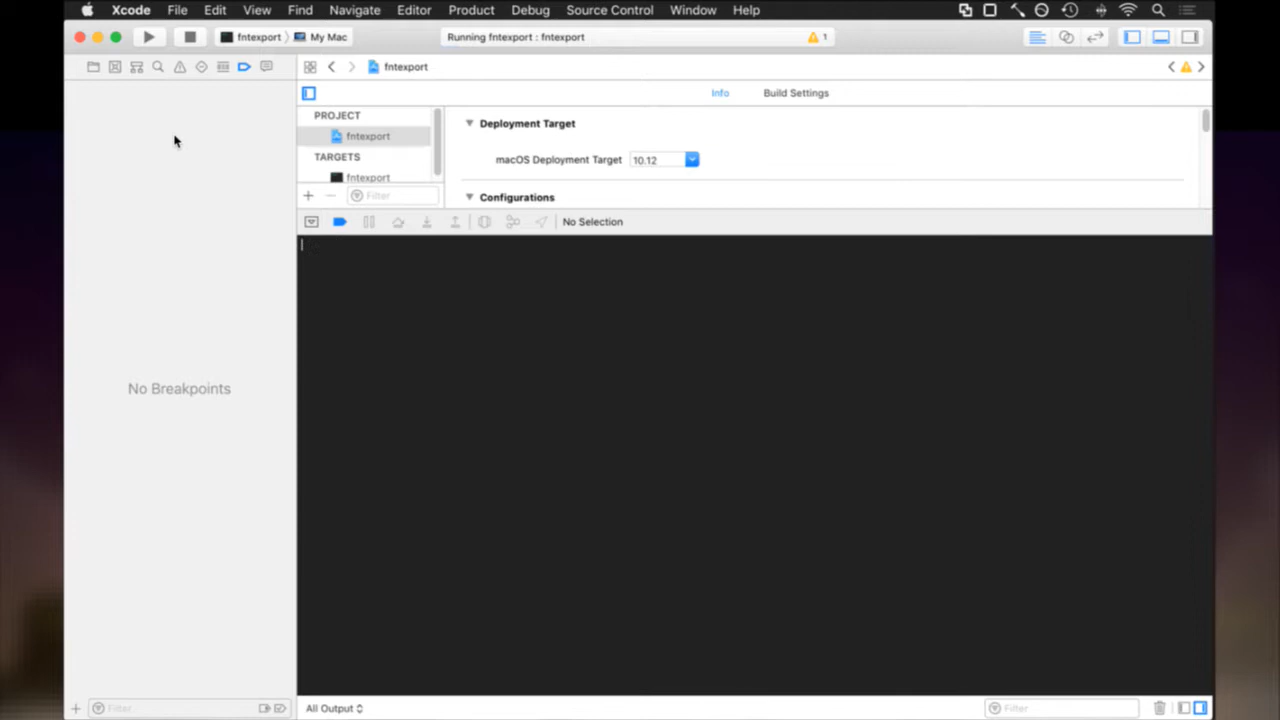 Xcode File Edit View Find Navigate Editor Product Debug Source Control Window Help
fntexport My Mac Running fntexport : fntexport 1
fntexport
Info Build Settings
PROJECT
fntexport
TARGETS
fntexport
Filter
Deployment Target
macOS Deployment Target 10.12
Configurations
No Selection
No Breakpoints
Filter
All Output
Filter